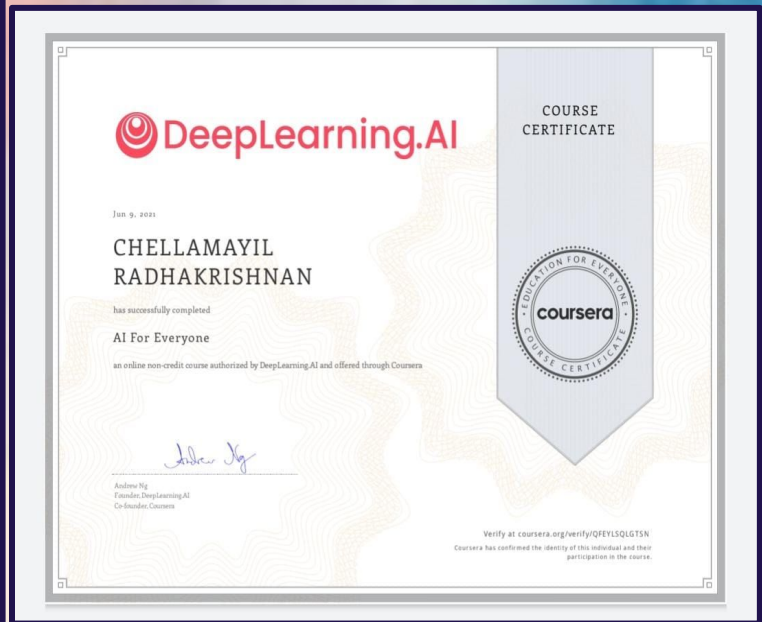 DeepLearning.AI
COURSE
CERTIFICATE
Jun 9, 2021
CHELLAMAYIL
RADHAKRISHNAN
has successfully completed
AI For Everyone
an online non-credit course authorized by DeepLearning.AI and offered through Coursera
EDUCATION FOR EVERYONE
coursera
COURSE CERTIFICATE
Andrew Ng
Andrew Ng
Founder, DeepLearning.AI
Co-founder, Coursera
Verify at coursera.org/verify/QFEYLSQLGTSN
Coursera has confirmed the identity of this individual and their
participation in the course.